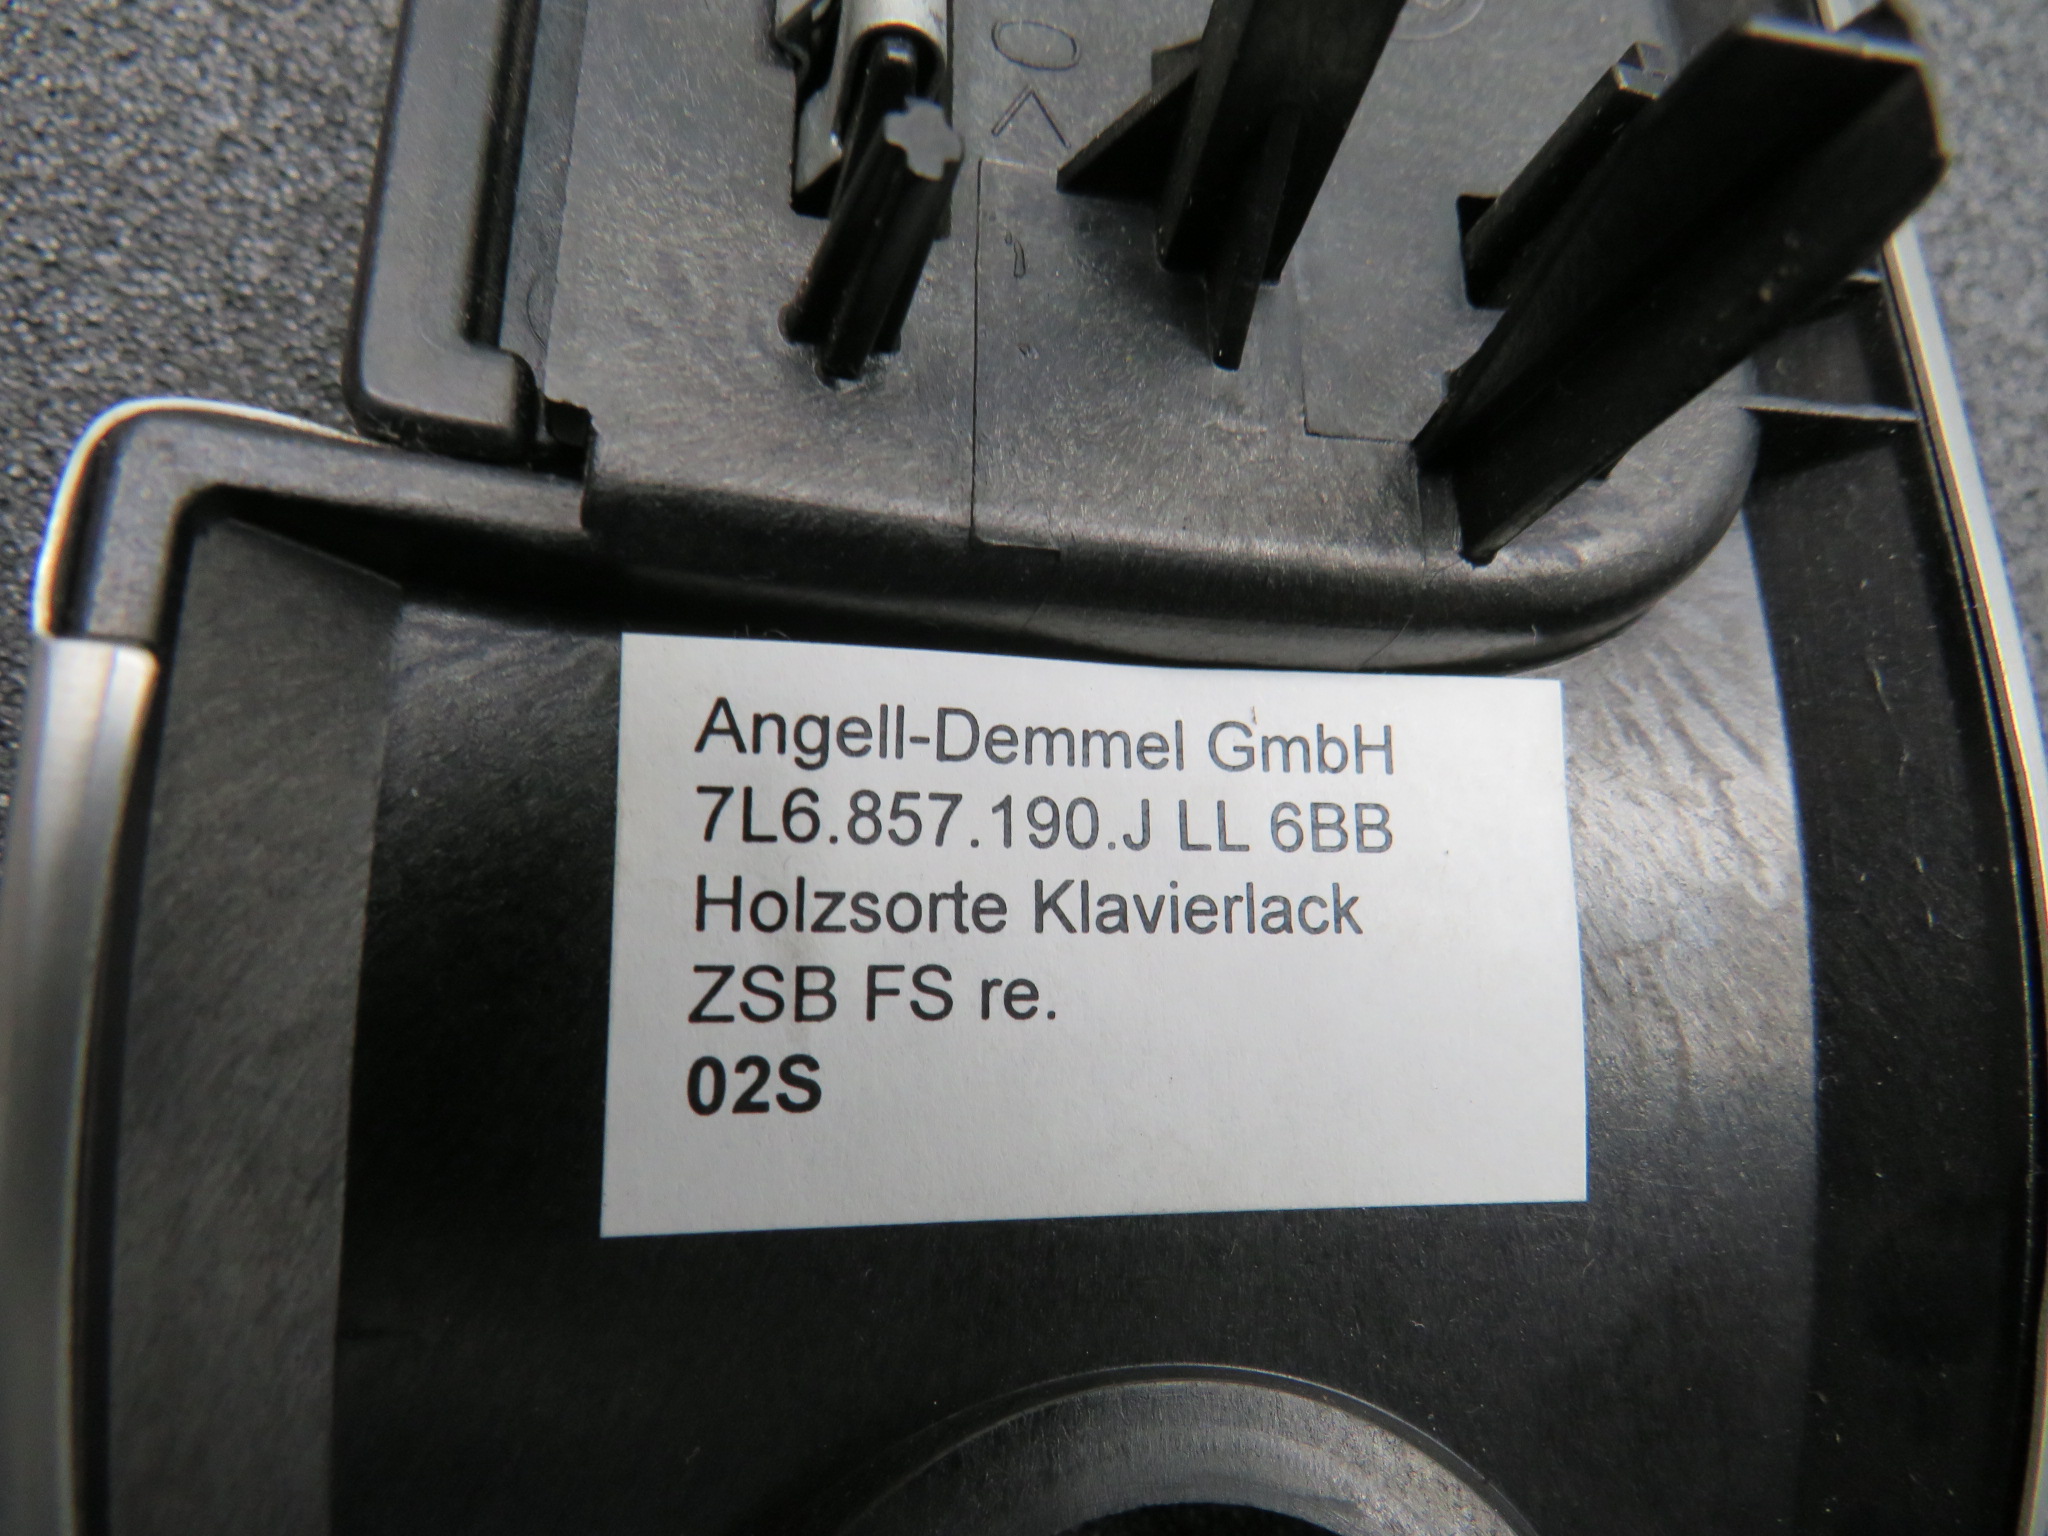 Angell-Demmel GmbH
7L6.857.190.J LL 6BB
Holzsorte Klavierlack
ZSB FS re.
02S